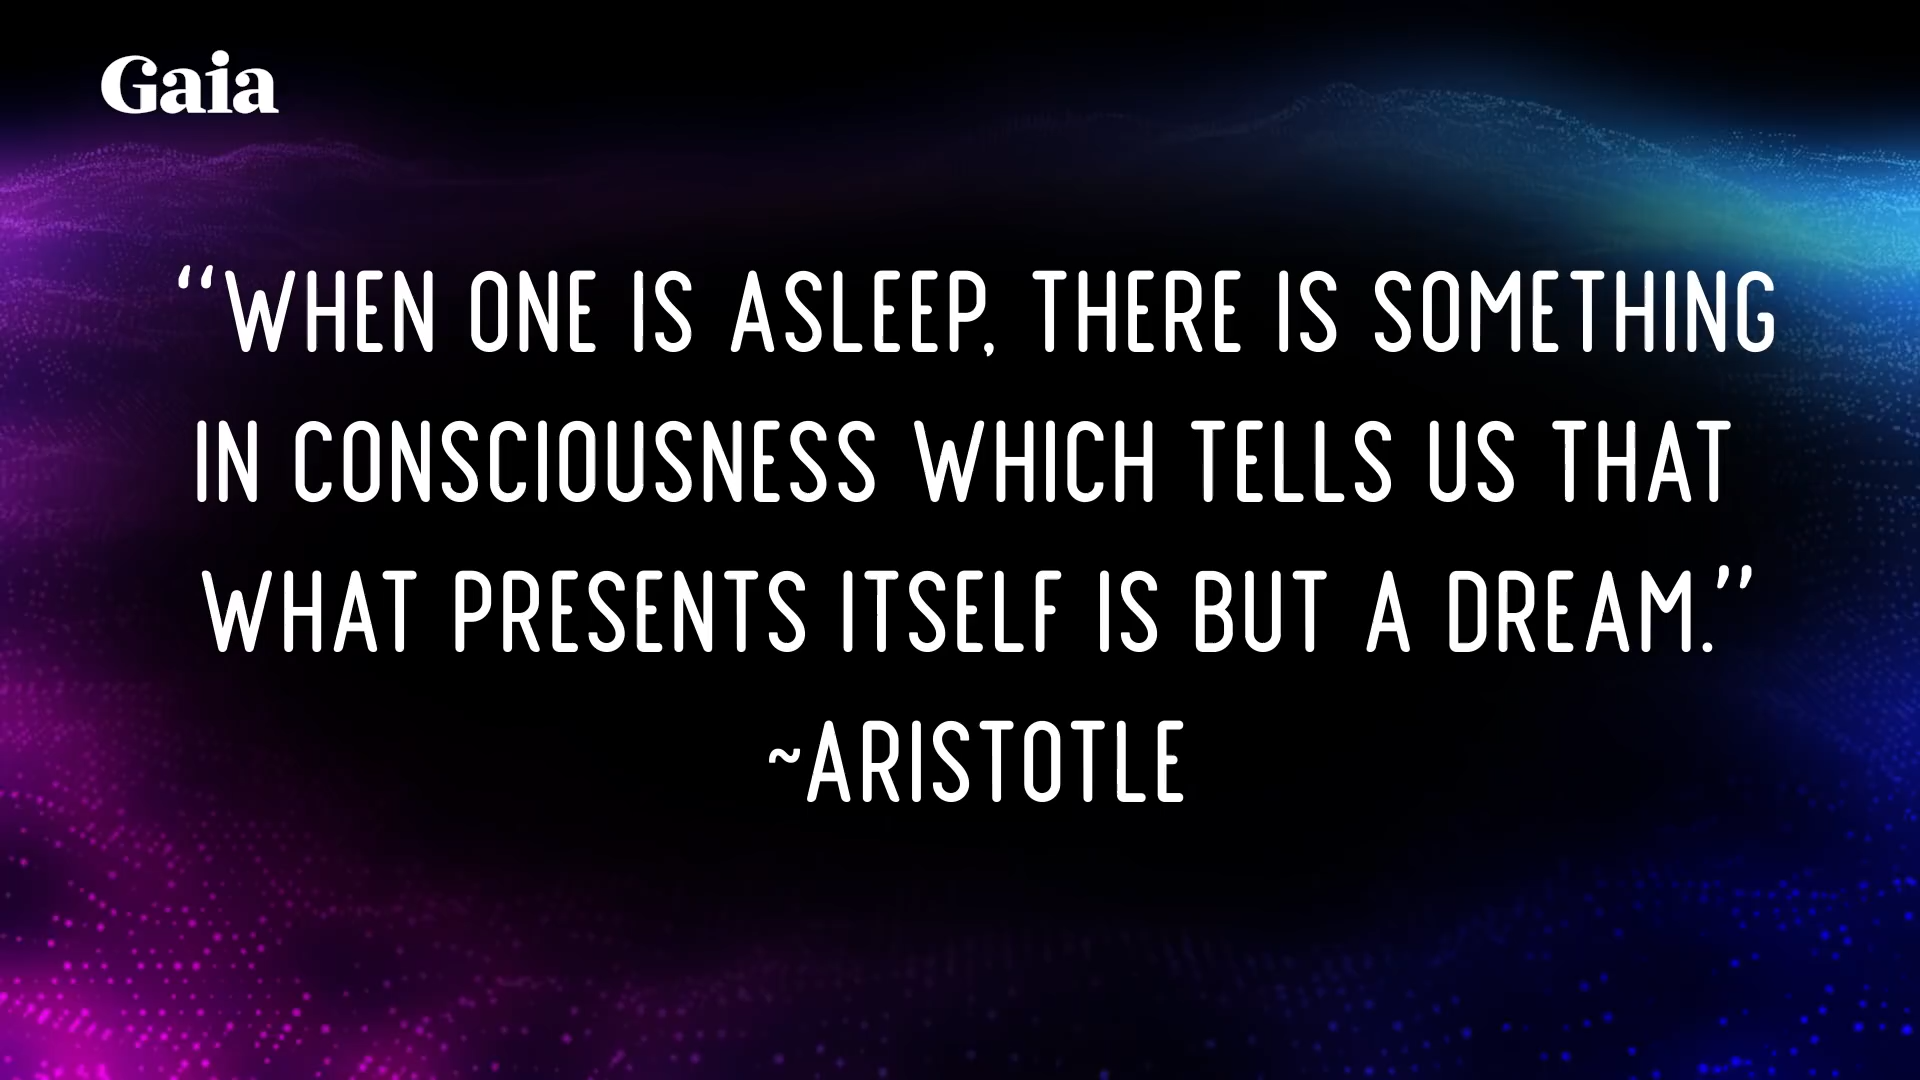 Gaia
“WHEN ONE IS ASLEEP, THERE IS SOMETHING
IN CONSCIOUSNESS WHICH TELLS US THAT
WHAT PRESENTS ITSELF IS BUT A DREAM.”
~ARISTOTLE